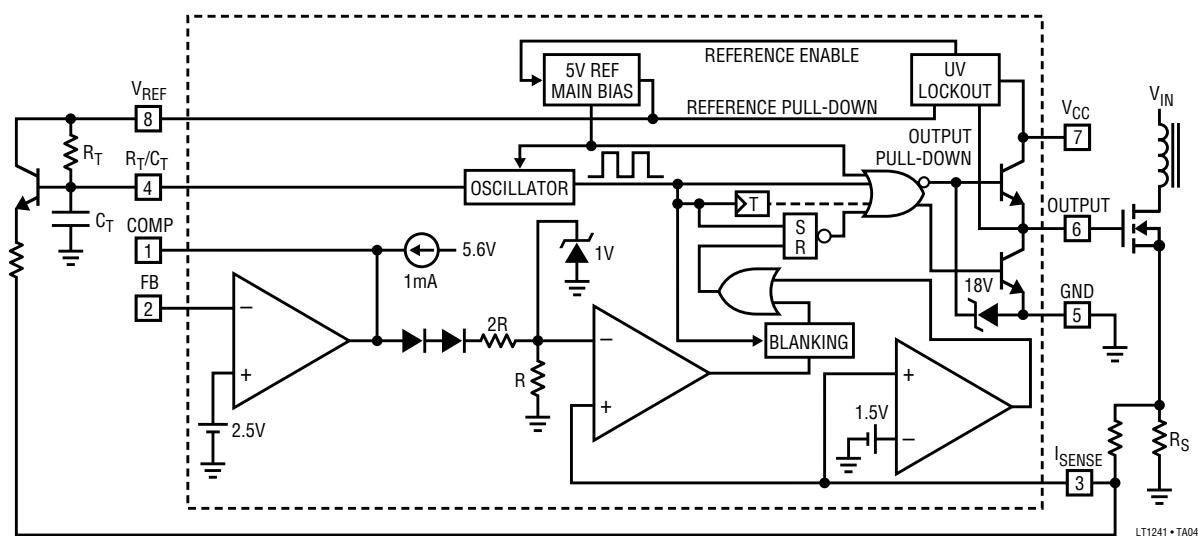 REFERENCE ENABLE
5V REF
MAIN BIAS
UV
LOCKOUT
REFERENCE PULL-DOWN
V_REF
8
R_T
R_T/C_T
4
C_T
COMP
1
FB
2
OSCILLATOR
OUTPUT
PULL-DOWN
V_CC
7
V_IN
T
S
R
OUTPUT
6
5.6V
1mA
1V
18V
GND
5
2R
R
−
+
2.5V
−
+
BLANKING
+
−
1.5V
I_SENSE
3
R_S
LT1241 • TA04